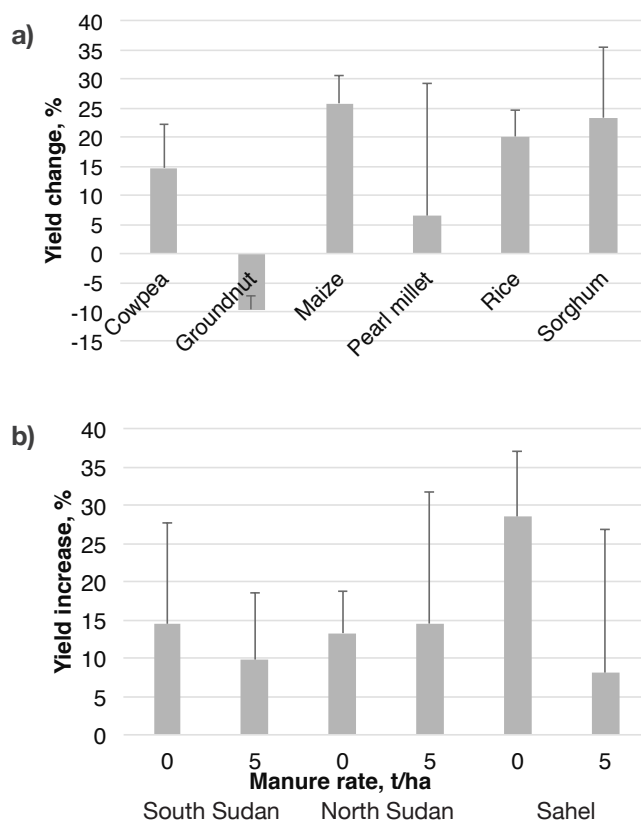 a)
Yield change, %
40
35
30
25
20
15
10
5
0
-5
-10
-15
Cowpea
Groundnut
Maize
Pearl millet
Rice
Sorghum
b)
Yield increase, %
40
35
30
25
20
15
10
5
0
0 5 0 5 0 5
Manure rate, t/ha
South Sudan North Sudan Sahel